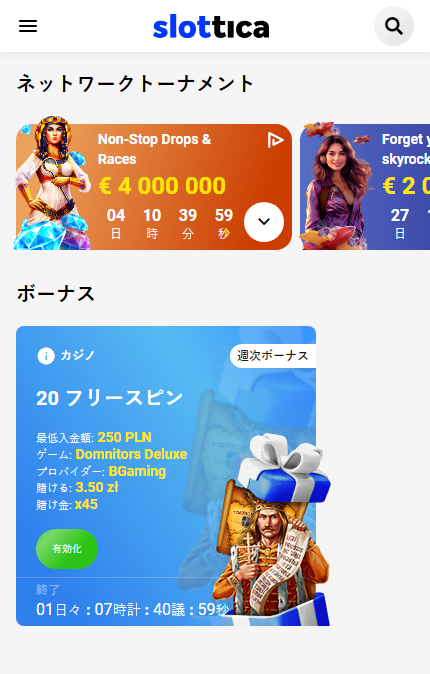 slottica
ネットワークトーナメント
Non-Stop Drops &
Races
€ 4 000 000
04 10 39 59
日 時 分 秒
Forget y
skyrock
€ 2 0
27
日
ボーナス
カジノ
週次ボーナス
20 フリースピン
最低入金額: 250 PLN
ゲーム: Domnitors Deluxe
プロバイダー: BGaming
賭ける: 3.50 zł
賭け金: x45
有効化
終了
01日々 : 07時計 : 40議 : 59秒